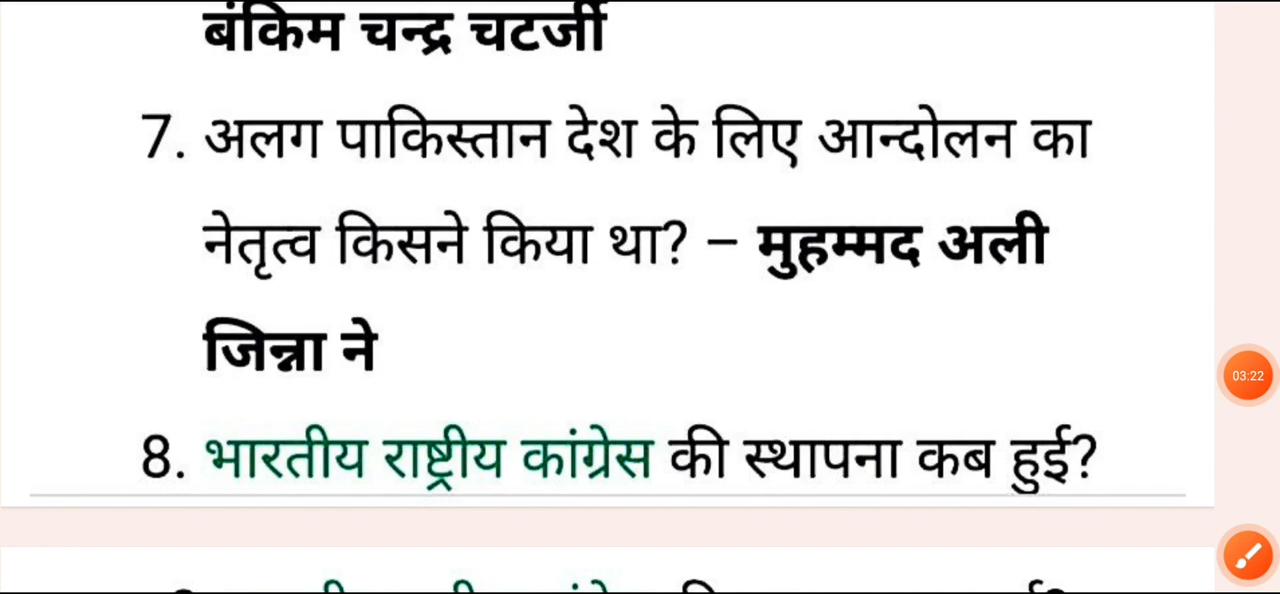 बंकिम चन्द्र चटर्जी
7. अलग पाकिस्तान देश के लिए आन्दोलन का
नेतृत्व किसने किया था? – मुहम्मद अली
जिन्ना ने
03:22
8. भारतीय राष्ट्रीय कांग्रेस की स्थापना कब हुई?